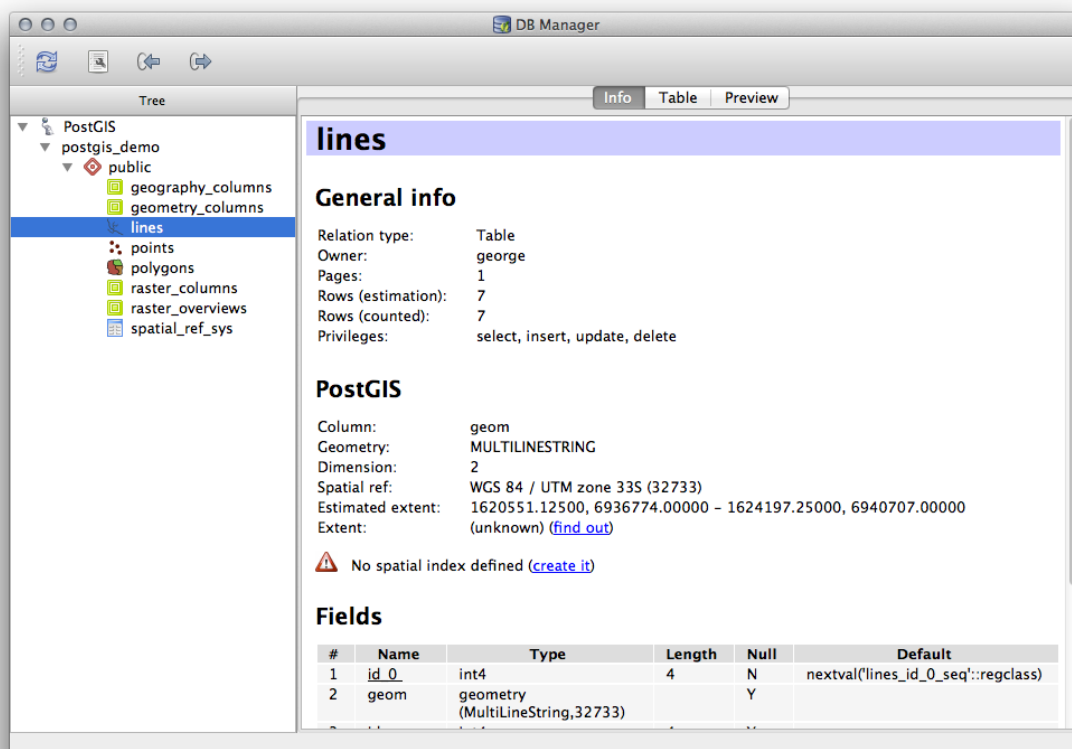 DB Manager
Tree
Info Table Preview
PostGIS
postgis_demo
public
geography_columns
geometry_columns
lines
points
polygons
raster_columns
raster_overviews
spatial_ref_sys
lines
General info
Relation type: Table
Owner: george
Pages: 1
Rows (estimation): 7
Rows (counted): 7
Privileges: select, insert, update, delete
PostGIS
Column: geom
Geometry: MULTILINESTRING
Dimension: 2
Spatial ref: WGS 84 / UTM zone 33S (32733)
Estimated extent: 1620551.12500, 6936774.00000 - 1624197.25000, 6940707.00000
Extent: (unknown) (find out)
No spatial index defined (create it)
Fields
# Name Type Length Null Default
1 id_0 int4 4 N nextval('lines_id_0_seq'::regclass)
2 geom geometry Y
(MultiLineString,32733)